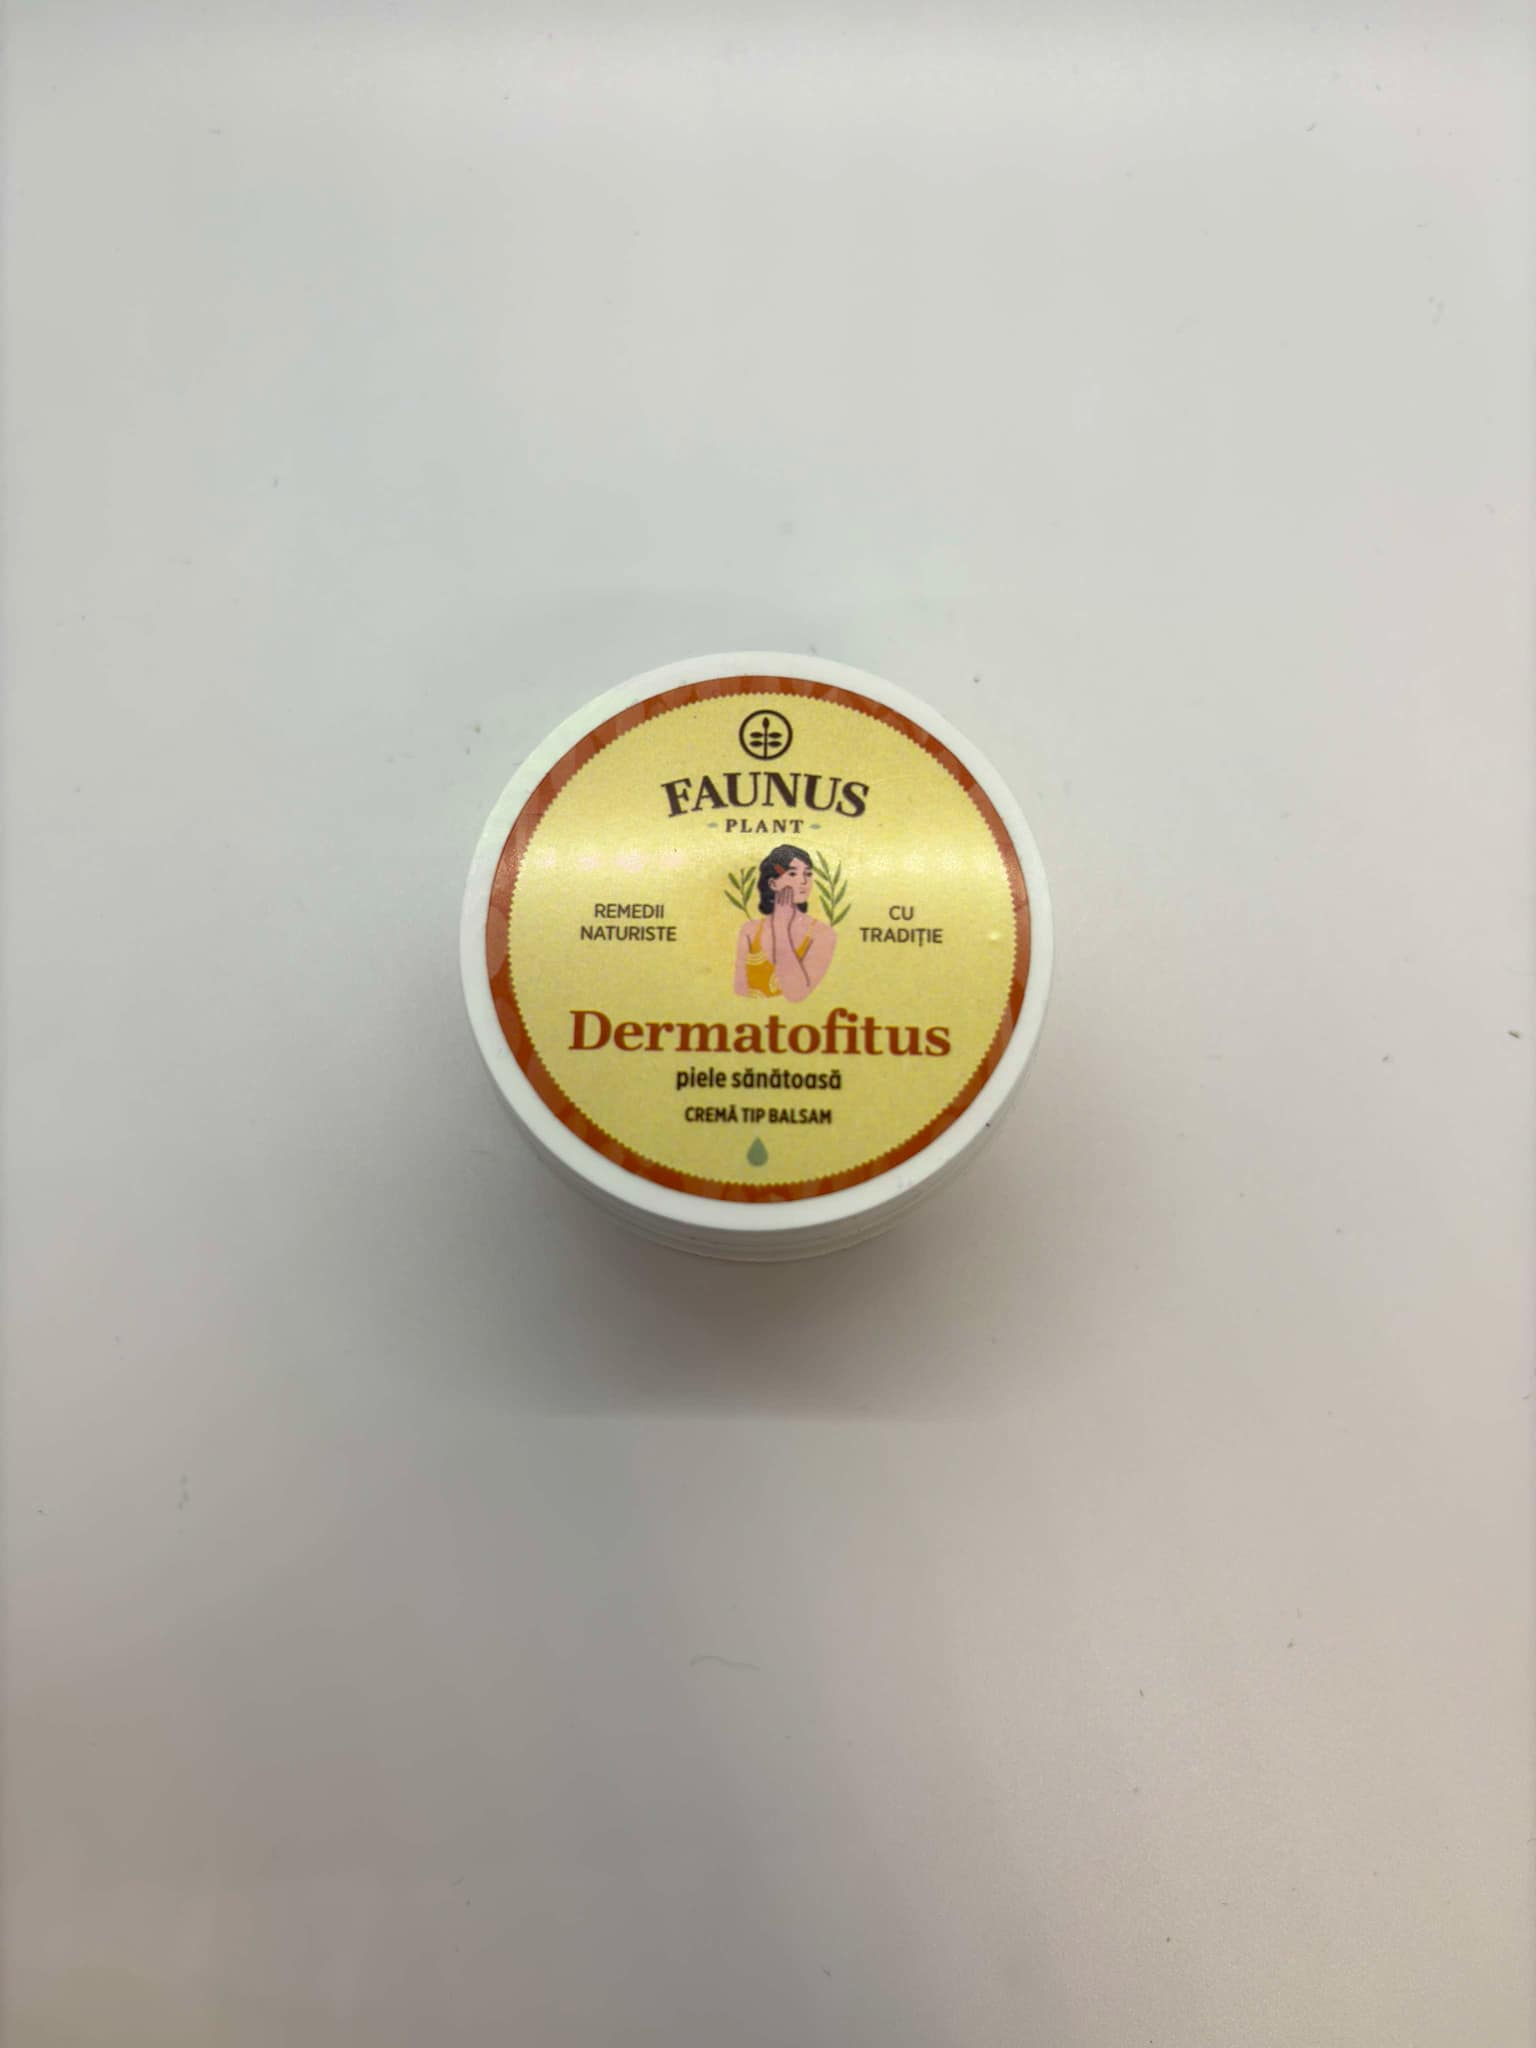 FAUNUS
PLANT
REMEDII
NATURISTE
CU
TRADIȚIE
Dermatofitus
piele sănătoasă
CREMĂ TIP BALSAM